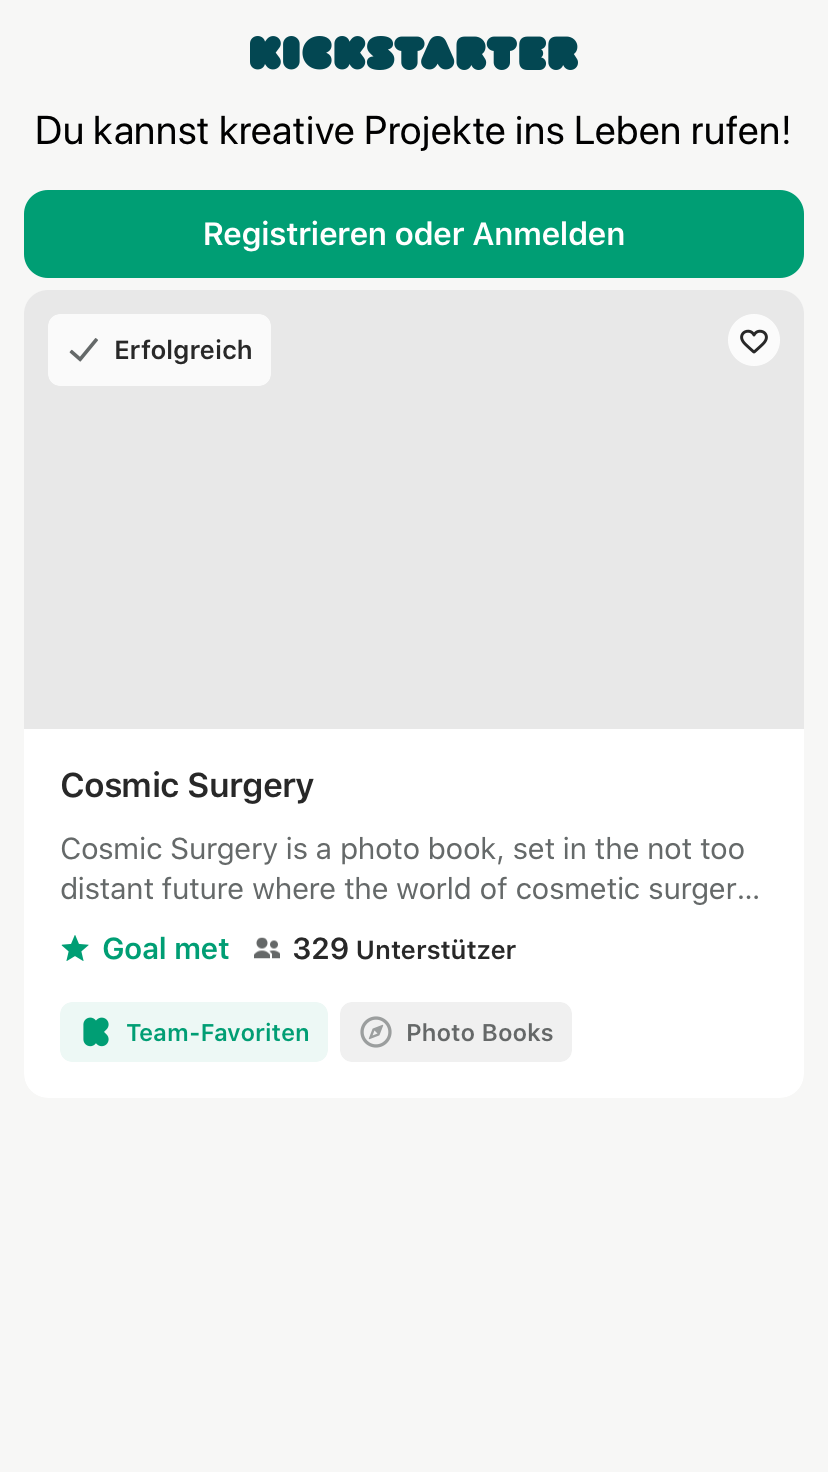 KICKSTARTER
Du kannst kreative Projekte ins Leben rufen!
Registrieren oder Anmelden
Erfolgreich
Cosmic Surgery
Cosmic Surgery is a photo book, set in the not too
distant future where the world of cosmetic surger…
Goal met 329 Unterstützer
Team-Favoriten Photo Books